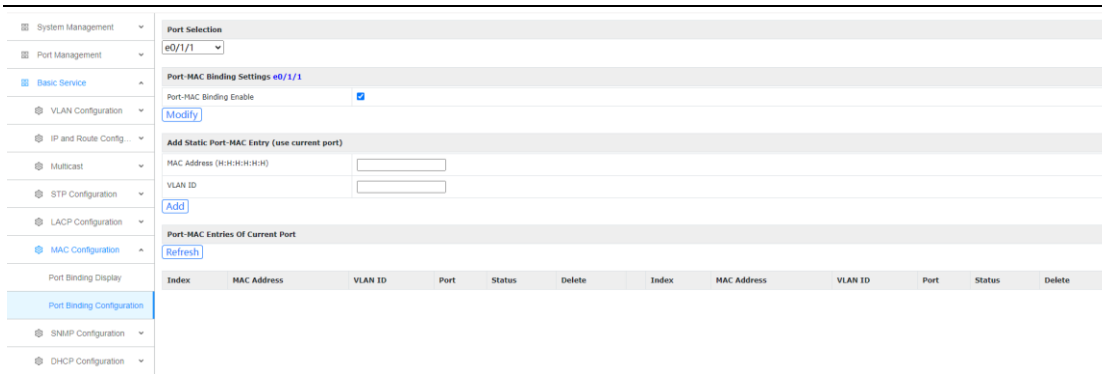 System Management
Port Management
Basic Service
VLAN Configuration
IP and Route Config...
Multicast
STP Configuration
LACP Configuration
MAC Configuration
Port Binding Display
Port Binding Configuration
SNMP Configuration
DHCP Configuration
Port Selection
e0/1/1
Port-MAC Binding Settings e0/1/1
Port-MAC Binding Enable
Modify
Add Static Port-MAC Entry (use current port)
MAC Address (H:H:H:H:H:H)
VLAN ID
Add
Port-MAC Entries Of Current Port
Refresh
Index MAC Address VLAN ID Port Status Delete Index MAC Address VLAN ID Port Status Delete